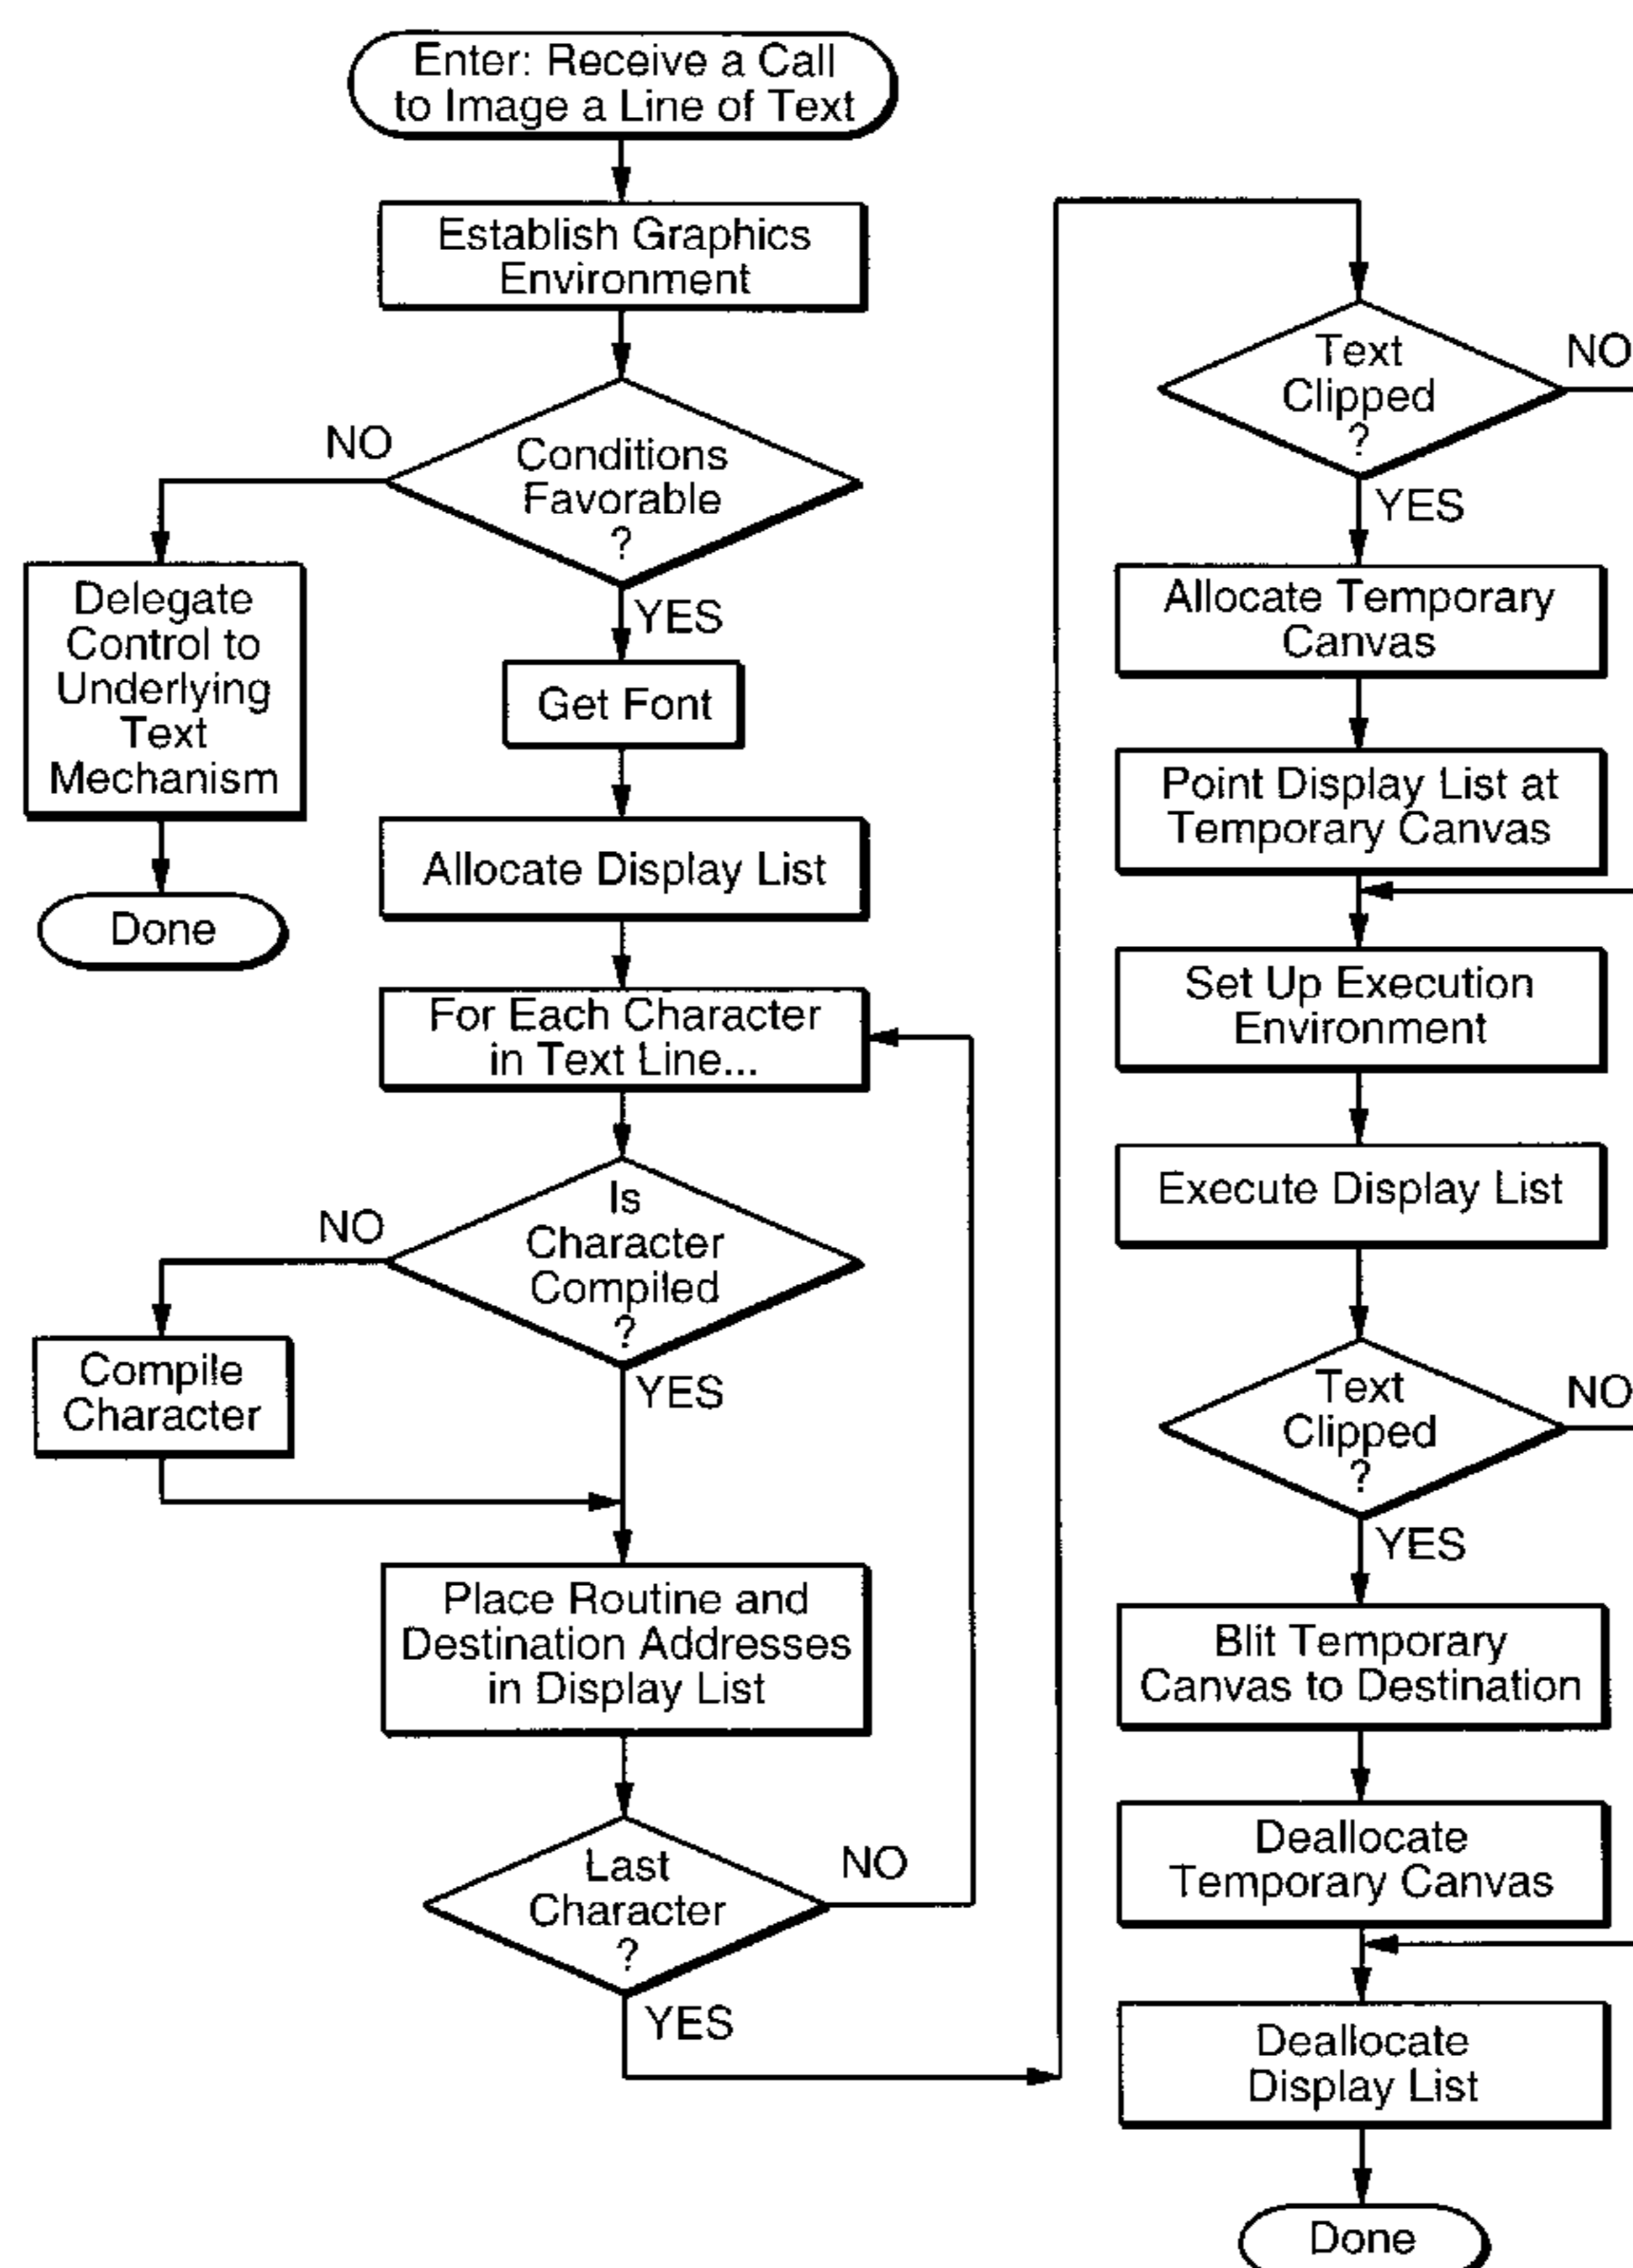 Enter: Receive a Call
to Image a Line of Text
Establish Graphics
Environment
Conditions
Favorable
?
NO
YES
Delegate
Control to
Underlying
Text
Mechanism
Done
Get Font
Allocate Display List
For Each Character
in Text Line...
Is
Character
Compiled
?
NO
YES
Compile
Character
Place Routine and
Destination Addresses
in Display List
Last
Character
?
NO
YES
Text
Clipped
?
NO
YES
Allocate Temporary
Canvas
Point Display List at
Temporary Canvas
Set Up Execution
Environment
Execute Display List
Text
Clipped
?
NO
YES
Blit Temporary
Canvas to Destination
Deallocate
Temporary Canvas
Deallocate
Display List
Done